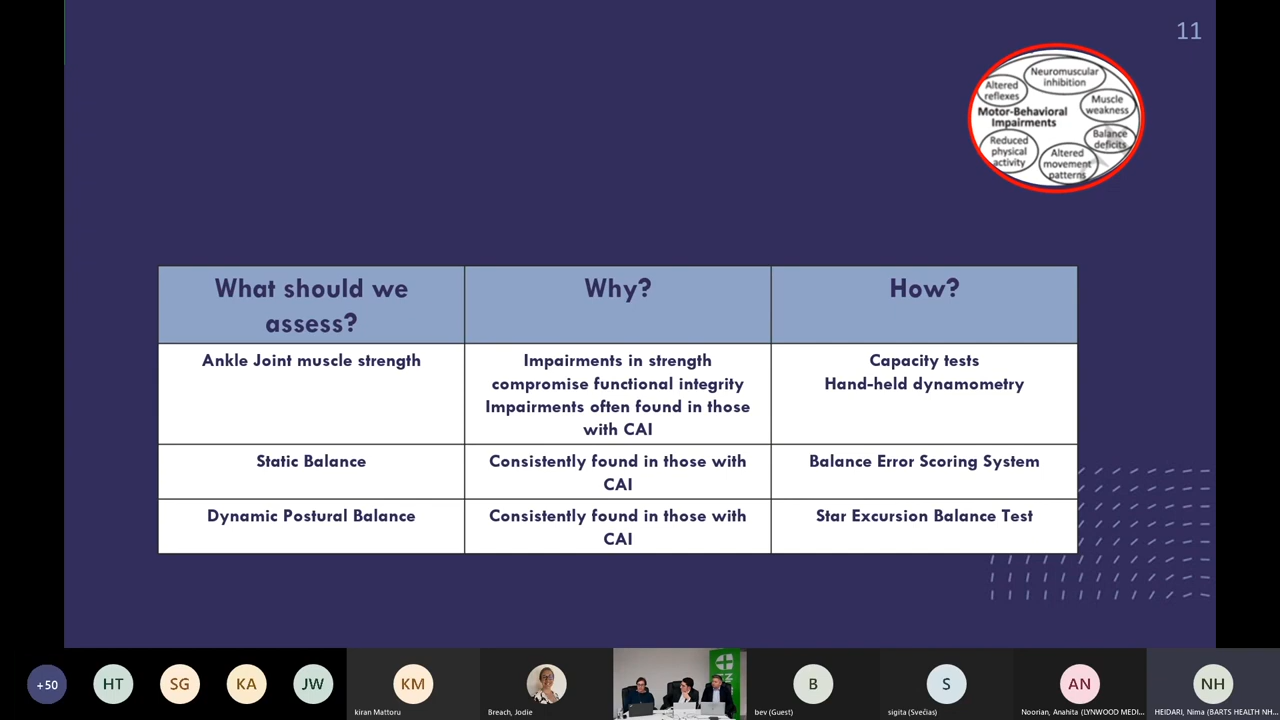 11
Neuromuscular
inhibition
Altered
reflexes
Muscle
weakness
Motor-Behavioral
Impairments
Balance
deficits
Reduced
physical
activity
Altered
movement
patterns
What should we
assess?
Why?
How?
Ankle Joint muscle strength
Impairments in strength
compromise functional integrity
Impairments often found in those
with CAI
Capacity tests
Hand-held dynamometry
Static Balance
Consistently found in those with
CAI
Balance Error Scoring System
Dynamic Postural Balance
Consistently found in those with
CAI
Star Excursion Balance Test
+50
HT
SG
KA
JW
KM
B
S
AN
NH
kiran Mattoru
Breach, Jodie
bev (Guest)
sigita (Svečias)
Noorian, Anahita (LYNWOOD MEDI...
HEIDARI, Nima (BARTS HEALTH NH...